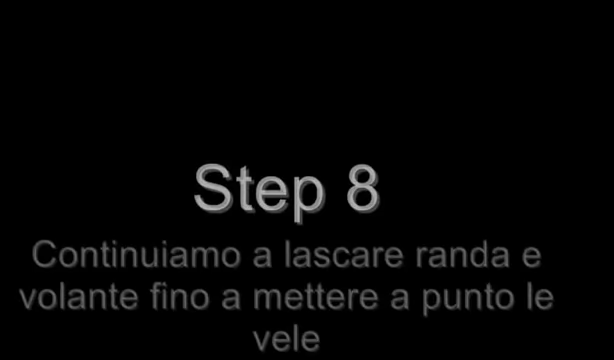 Step 8
Continuiamo a lascare randa e
volante fino a mettere a punto le
vele